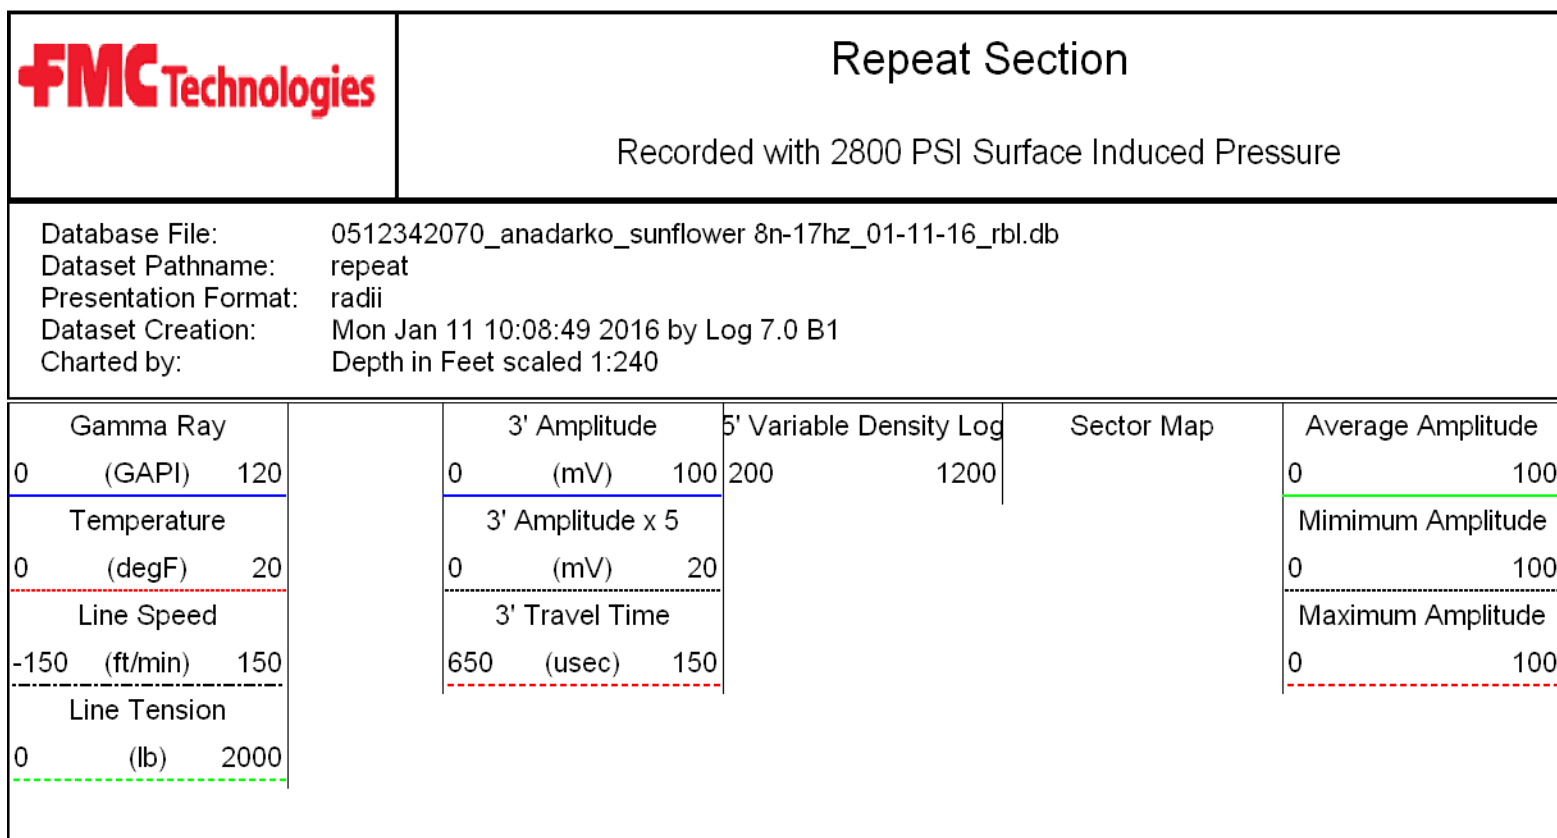 FMC Technologies
Repeat Section
Recorded with 2800 PSI Surface Induced Pressure
Database File: 0512342070_anadarko_sunflower 8n-17hz_01-11-16_rbl.db
Dataset Pathname: repeat
Presentation Format: radii
Dataset Creation: Mon Jan 11 10:08:49 2016 by Log 7.0 B1
Charted by: Depth in Feet scaled 1:240
Gamma Ray
0 (GAPI) 120
Temperature
0 (degF) 20
Line Speed
-150 (ft/min) 150
Line Tension
0 (lb) 2000
3' Amplitude
0 (mV) 100
3' Amplitude x 5
0 (mV) 20
3' Travel Time
650 (usec) 150
5' Variable Density Log
200 1200
Sector Map
Average Amplitude
0 100
Mimimum Amplitude
0 100
Maximum Amplitude
0 100